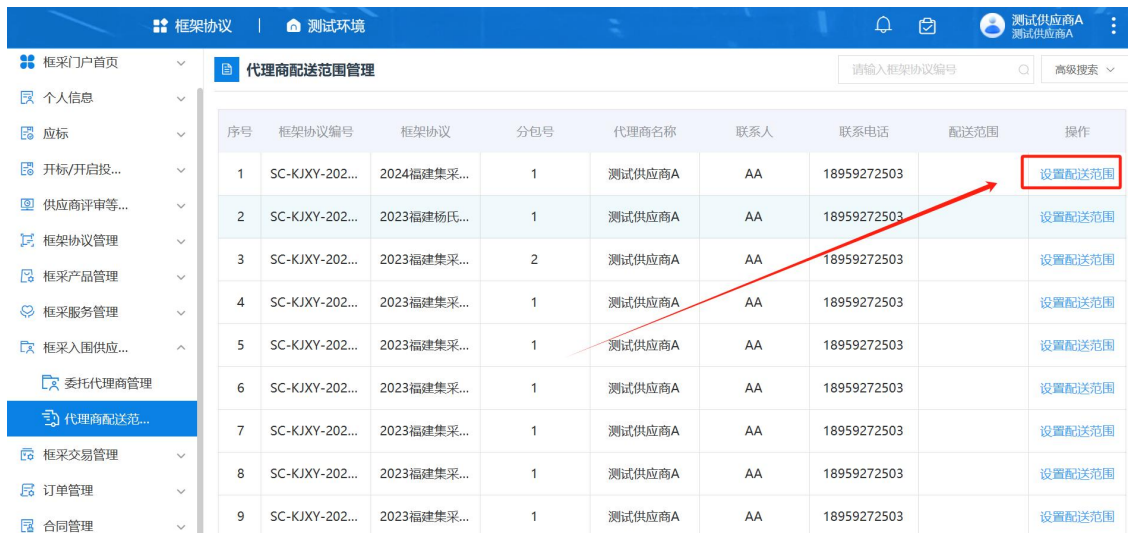 框架协议 | 测试环境 测试供应商A
测试供应商A
框采门户首页
个人信息
应标
开标/开启投...
供应商评审等...
框架协议管理
框采产品管理
框采服务管理
框采入围供应...
委托代理商管理
代理商配送范...
框采交易管理
订单管理
合同管理
代理商配送范围管理 请输入框架协议编号 高级搜索
序号 框架协议编号 框架协议 分包号 代理商名称 联系人 联系电话 配送范围 操作
1 SC-KJXY-202... 2024福建集采... 1 测试供应商A AA 18959272503 设置配送范围
2 SC-KJXY-202... 2023福建杨氏... 1 测试供应商A AA 18959272503 设置配送范围
3 SC-KJXY-202... 2023福建集采... 2 测试供应商A AA 18959272503 设置配送范围
4 SC-KJXY-202... 2023福建集采... 1 测试供应商A AA 18959272503 设置配送范围
5 SC-KJXY-202... 2023福建集采... 1 测试供应商A AA 18959272503 设置配送范围
6 SC-KJXY-202... 2023福建集采... 1 测试供应商A AA 18959272503 设置配送范围
7 SC-KJXY-202... 2023福建集采... 1 测试供应商A AA 18959272503 设置配送范围
8 SC-KJXY-202... 2023福建集采... 1 测试供应商A AA 18959272503 设置配送范围
9 SC-KJXY-202... 2023福建集采... 1 测试供应商A AA 18959272503 设置配送范围